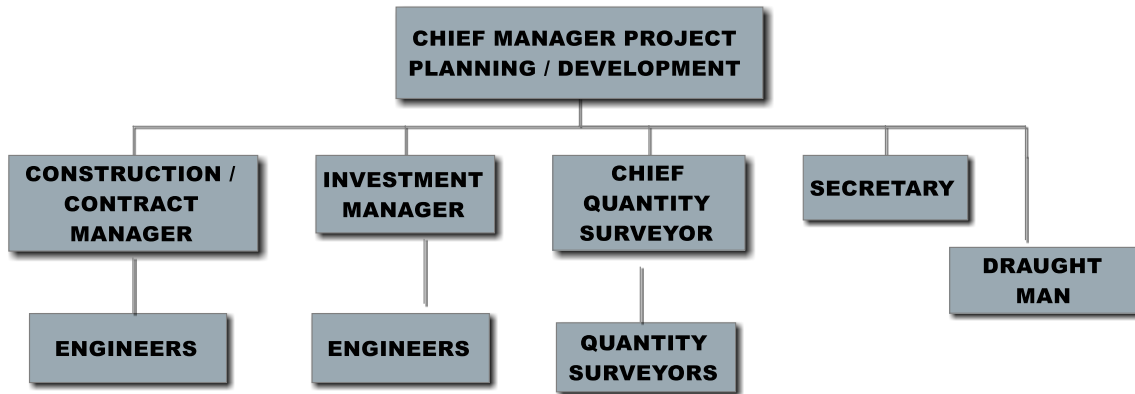 CHIEF MANAGER PROJECT
PLANNING / DEVELOPMENT
CONSTRUCTION /
CONTRACT
MANAGER
INVESTMENT
MANAGER
CHIEF
QUANTITY
SURVEYOR
SECRETARY
DRAUGHT
MAN
ENGINEERS
ENGINEERS
QUANTITY
SURVEYORS